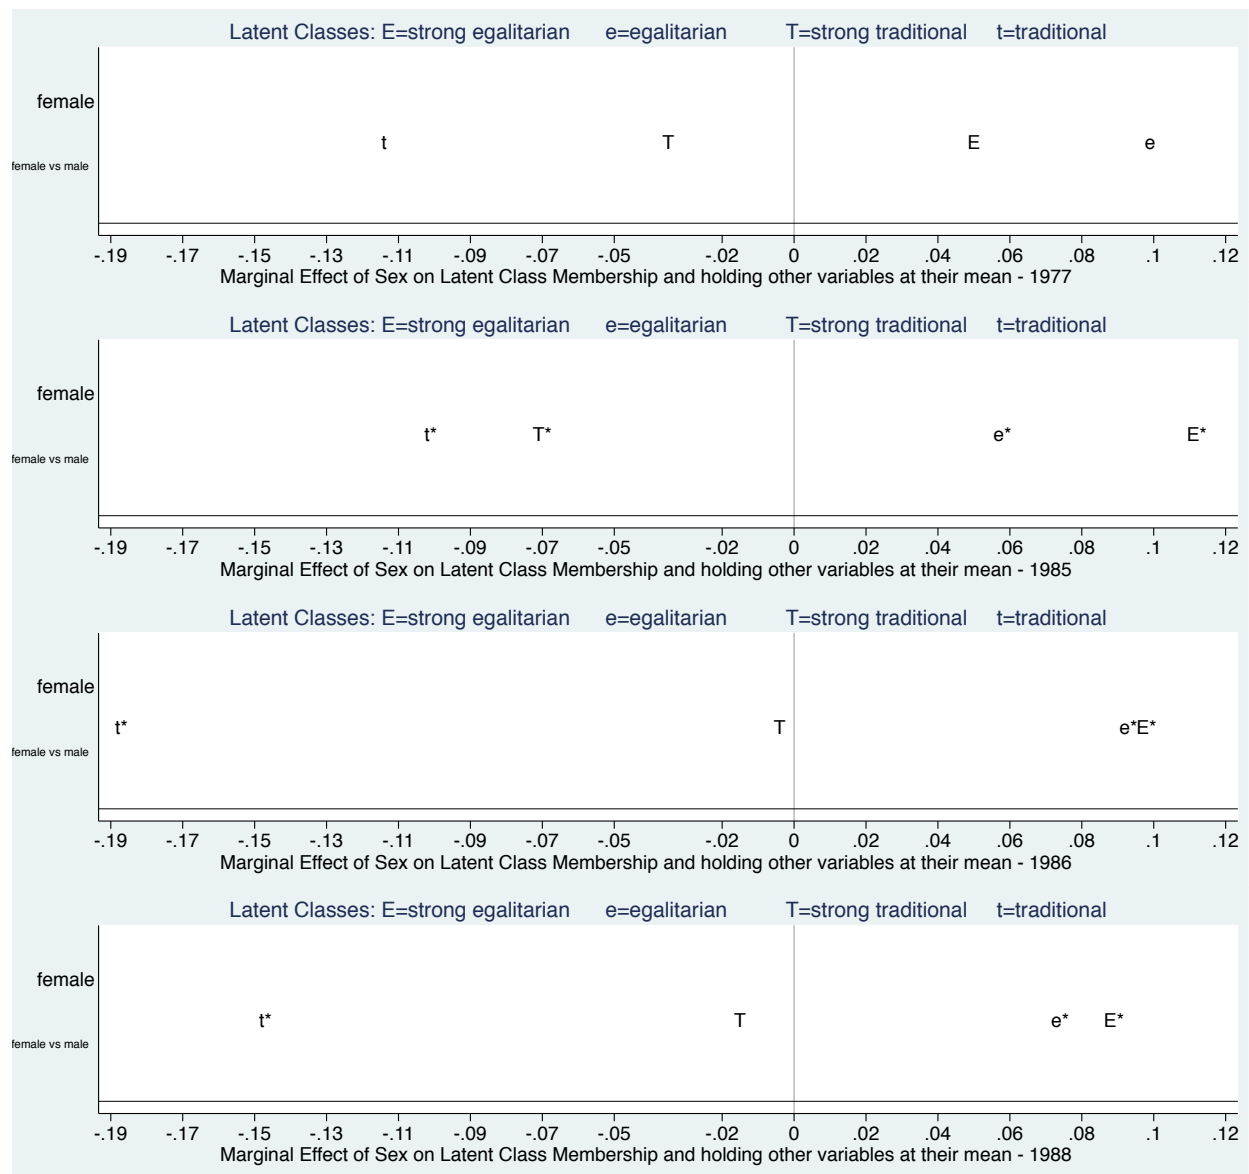 Latent Classes: E=strong egalitarian e=egalitarian T=strong traditional t=traditional
female
t T E e
female vs male
-.19 -.17 -.15 -.13 -.11 -.09 -.07 -.05 -.02 0 .02 .04 .06 .08 .1 .12
Marginal Effect of Sex on Latent Class Membership and holding other variables at their mean - 1977
Latent Classes: E=strong egalitarian e=egalitarian T=strong traditional t=traditional
female
t* T* e* E*
female vs male
-.19 -.17 -.15 -.13 -.11 -.09 -.07 -.05 -.02 0 .02 .04 .06 .08 .1 .12
Marginal Effect of Sex on Latent Class Membership and holding other variables at their mean - 1985
Latent Classes: E=strong egalitarian e=egalitarian T=strong traditional t=traditional
female
t* T e*E*
female vs male
-.19 -.17 -.15 -.13 -.11 -.09 -.07 -.05 -.02 0 .02 .04 .06 .08 .1 .12
Marginal Effect of Sex on Latent Class Membership and holding other variables at their mean - 1986
Latent Classes: E=strong egalitarian e=egalitarian T=strong traditional t=traditional
female
t* T e* E*
female vs male
-.19 -.17 -.15 -.13 -.11 -.09 -.07 -.05 -.02 0 .02 .04 .06 .08 .1 .12
Marginal Effect of Sex on Latent Class Membership and holding other variables at their mean - 1988